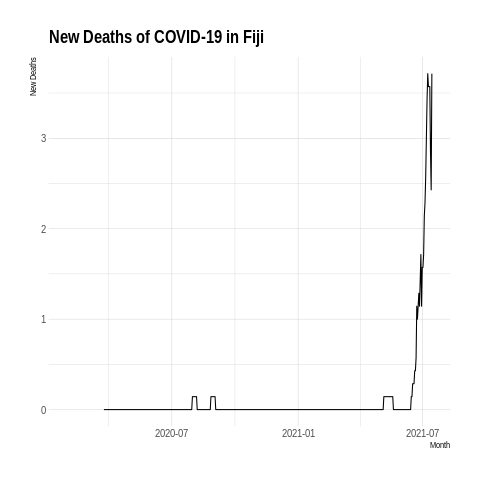 New Deaths of COVID-19 in Fiji
New Deaths
3
2
1
0
2020-07
2021-01
2021-07
Month